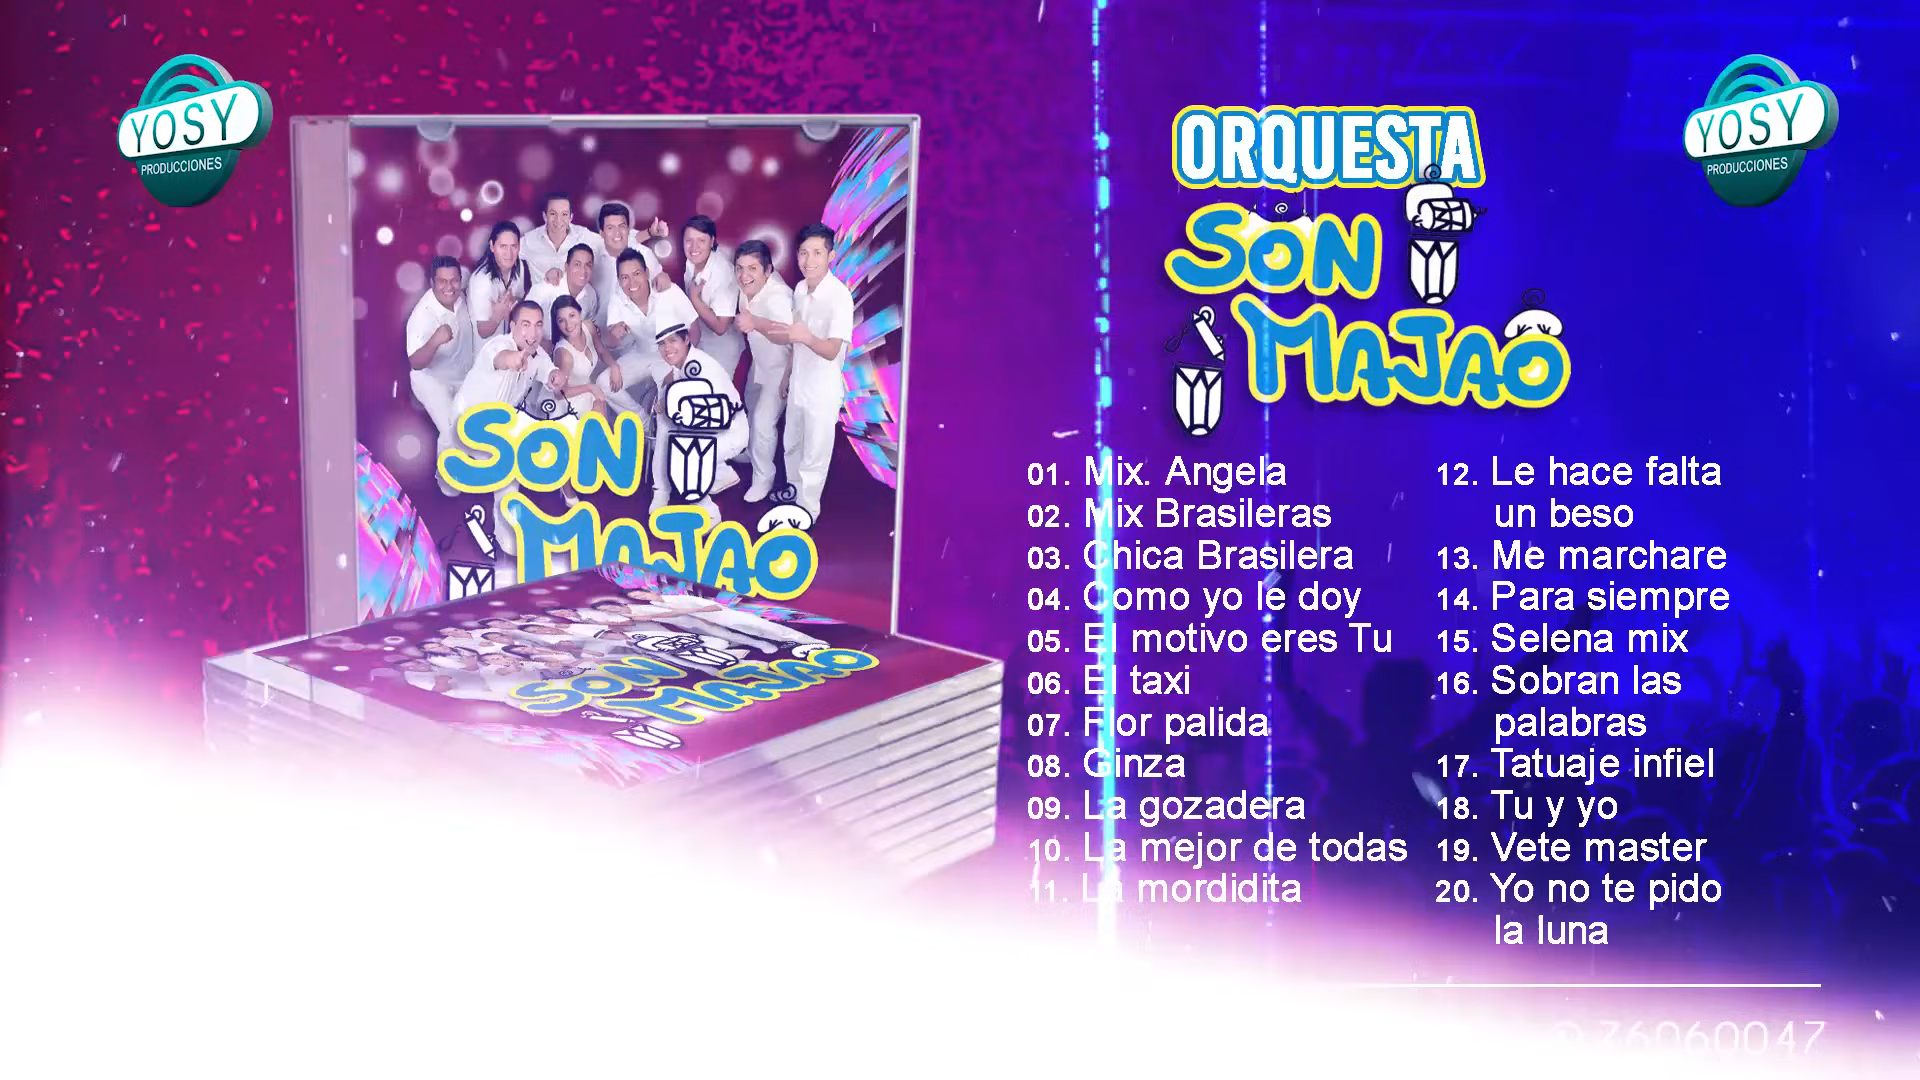 YOSY
PRODUCCIONES
SON
MAJAO
SON
MAJAO
ORQUESTA
SON
MAJAO
YOSY
PRODUCCIONES
01. Mix. Angela
02. Mix Brasileras
03. Chica Brasilera
04. Como yo le doy
05. El motivo eres Tu
06. El taxi
07. Flor palida
08. Ginza
09. La gozadera
10. La mejor de todas
11. La mordidita
12. Le hace falta
un beso
13. Me marchare
14. Para siempre
15. Selena mix
16. Sobran las
palabras
17. Tatuaje infiel
18. Tu y yo
19. Vete master
20. Yo no te pido
la luna
76060047